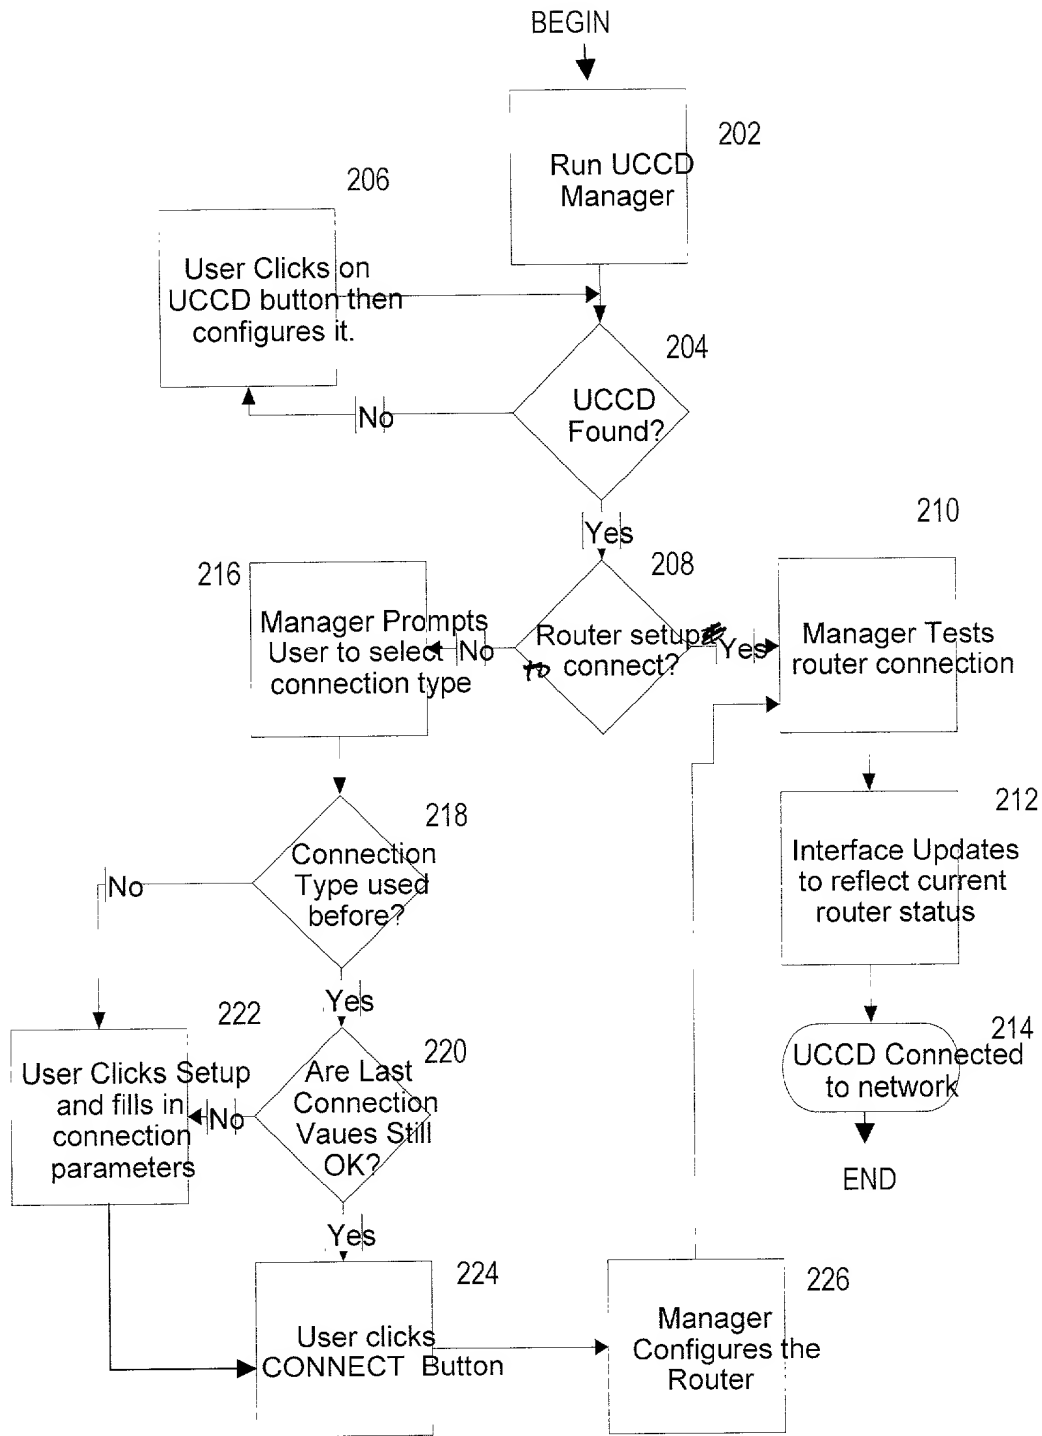 BEGIN
202
Run UCCD
Manager
206
User Clicks on
UCCD button then
configures it.
204
UCCD
Found?
No
Yes
210
208
216
Manager Prompts
User to select
connection type
No
Router setup
to connect?
Yes
Manager Tests
router connection
218
Connection
Type used
before?
No
Yes
212
Interface Updates
to reflect current
router status
222
User Clicks Setup
and fills in
connection
parameters
No
220
Are Last
Connection
Vaues Still
OK?
Yes
214
UCCD Connected
to network
END
224
User clicks
CONNECT Button
226
Manager
Configures the
Router